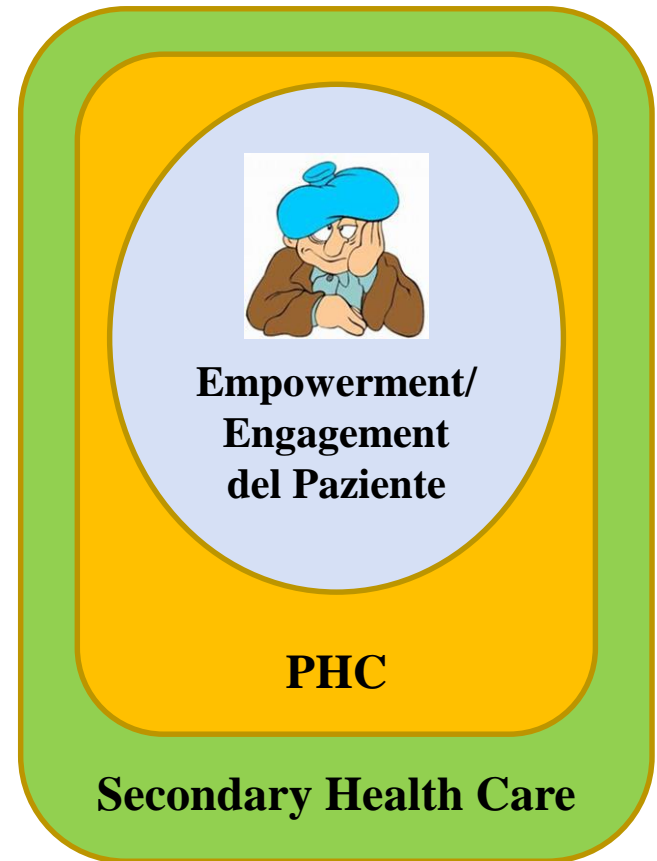 Empowerment/
Engagement
del Paziente
PHC
Secondary Health Care